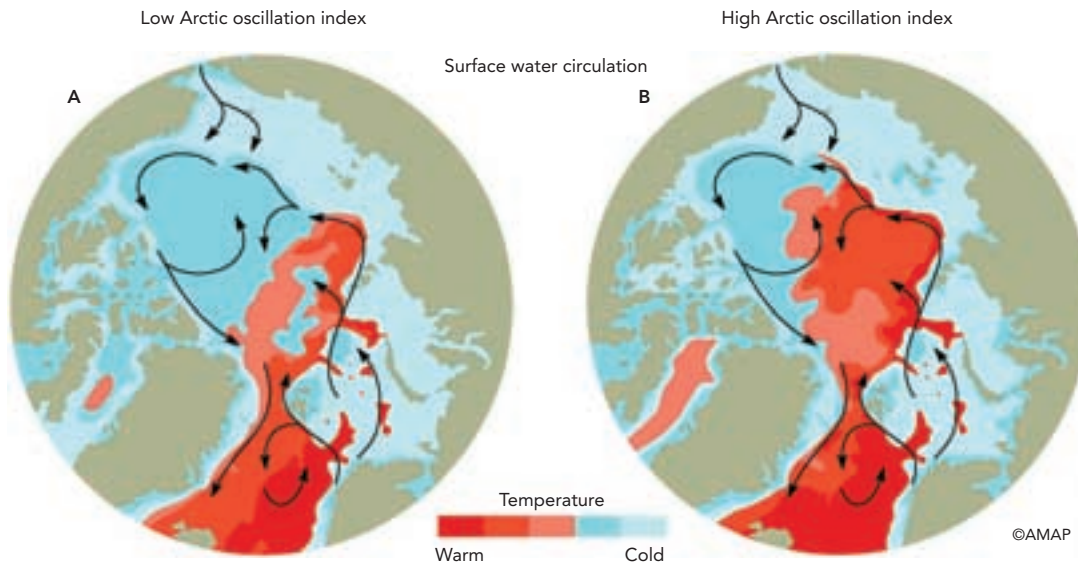 Low Arctic oscillation index
High Arctic oscillation index
Surface water circulation
A
B
Temperature
Warm
Cold
©AMAP